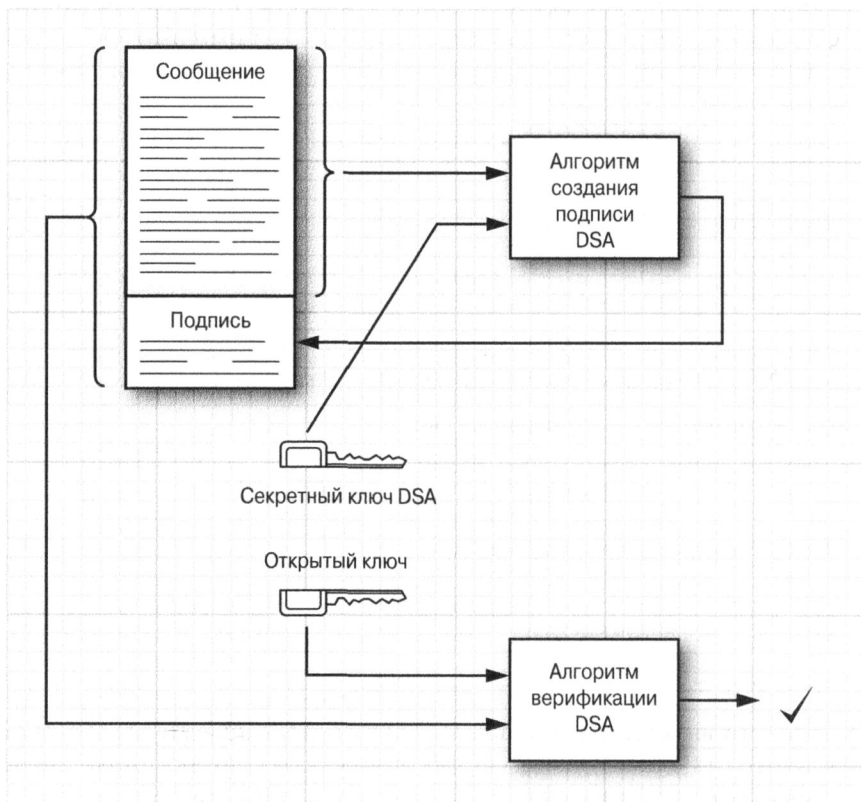 Сообщение
Алгоритм
создания
подписи
DSA
Подпись
Секретный ключ DSA
Открытый ключ
Алгоритм
верификации
DSA